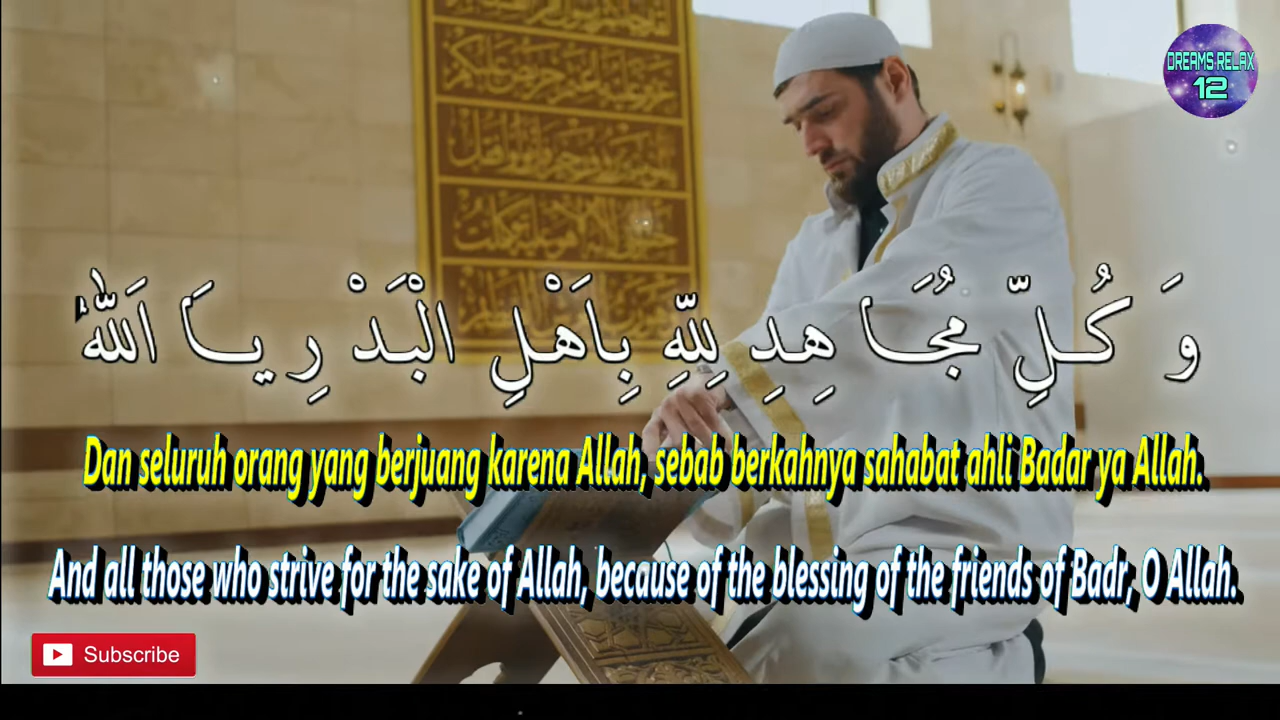 DREAMS RELAX
12
وَ كُلِّ مُجَا هِدِ لِلّٰهِ بِاَهْلِ الْبَدْ رِ يَا اَللّٰهُ
Dan seluruh orang yang berjuang karena Allah, sebab berkahnya sahabat ahli Badar ya Allah.
And all those who strive for the sake of Allah, because of the blessing of the friends of Badr, O Allah.
Subscribe